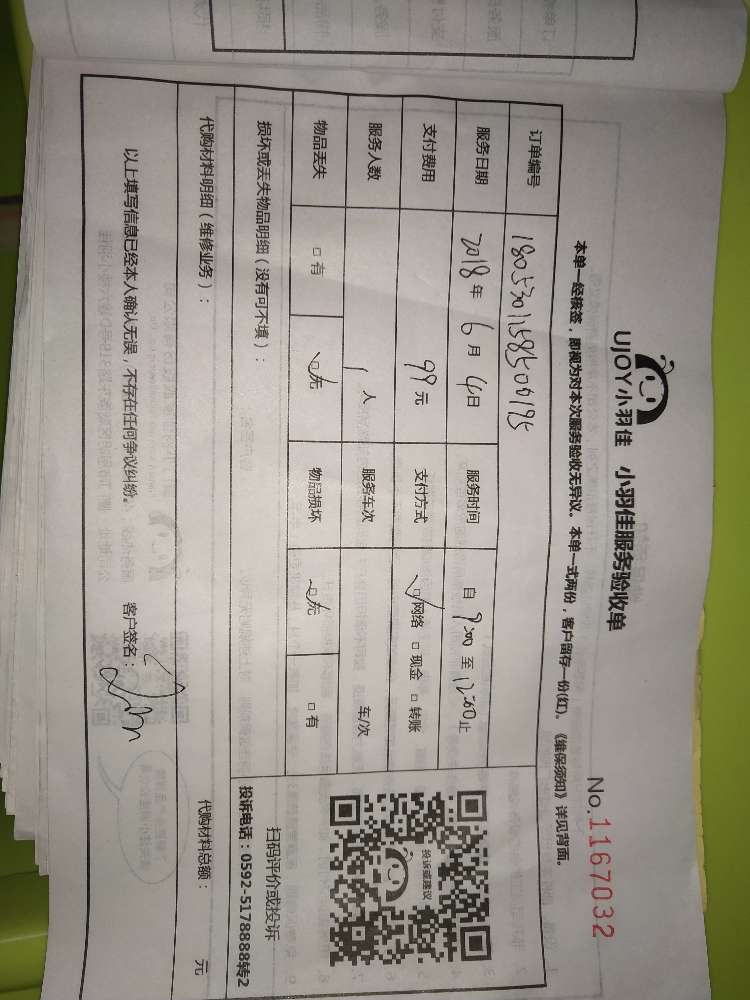 UJOY小羽佳 小羽佳服务验收单
No.1167032
本单一经核签，即视为对本次服务验收无异议。本单一式两份，客户留存一份(红)。《维保须知》详见背面。
订单编号 1805301158500195
服务日期 2018年6月4日 服务时间 自9:00至12:00止
支付费用 99元 支付方式 网络 现金 转账
服务人数 1人 服务车次 车/次
物品丢失 有 无 物品损坏 无 有
损坏或丢失物品明细（没有可不填）：
投诉或建议
扫码评价或投诉
投诉电话：0592-5178888转2
代购材料明细（维修业务）： 代购材料总额： 元
以上填写信息已经本人确认无误，不存在任何争议纠纷。 客户签名：